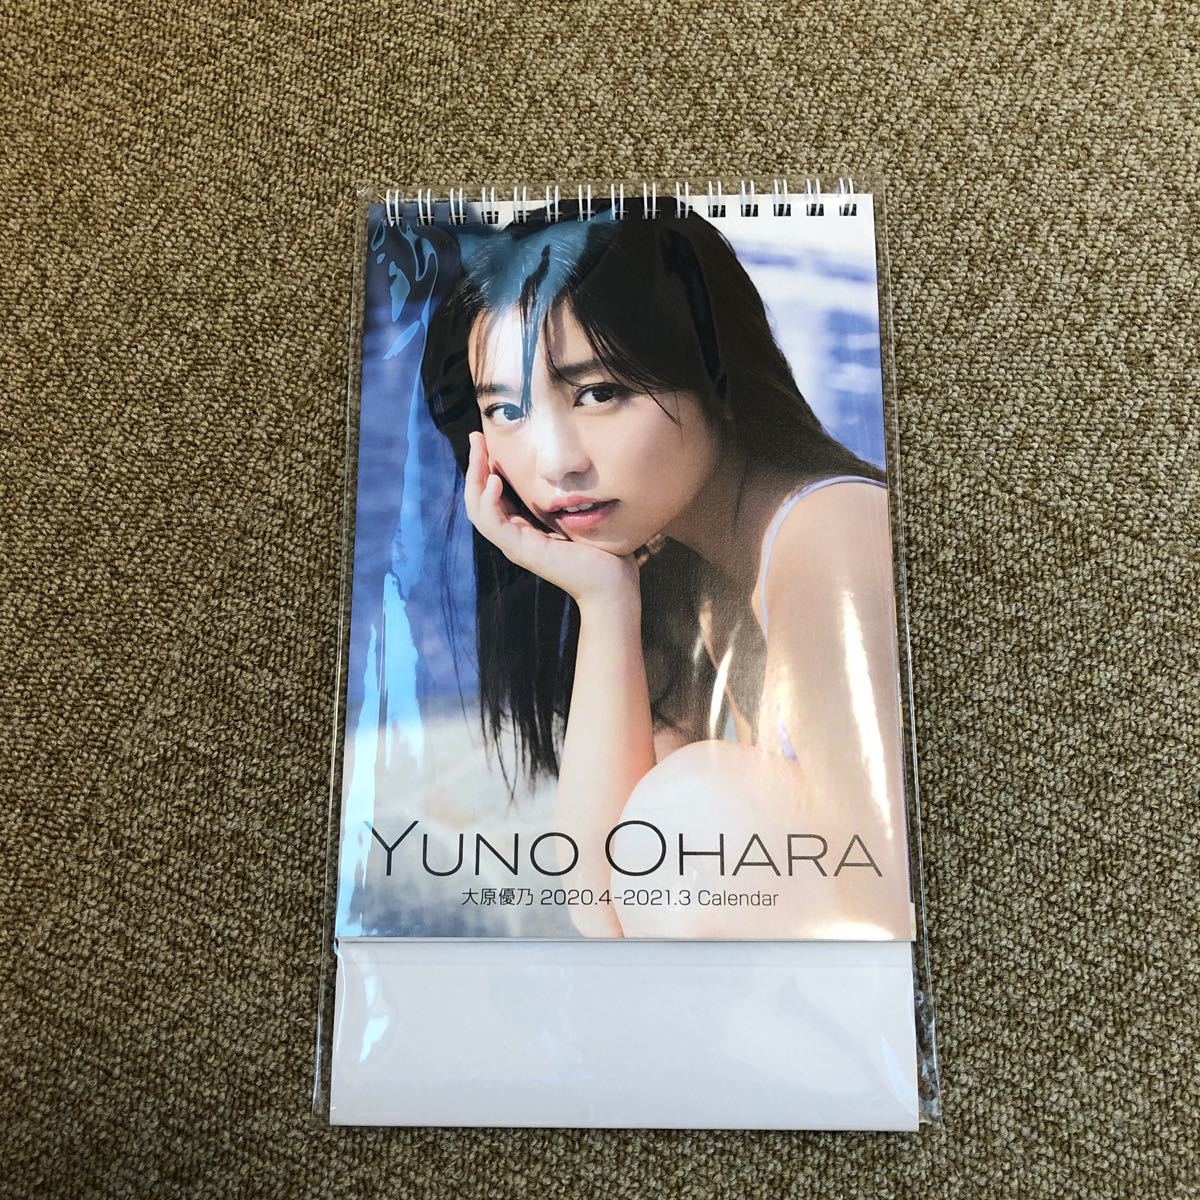 YUNO OHARA
大原優乃 2020.4-2021.3 Calendar